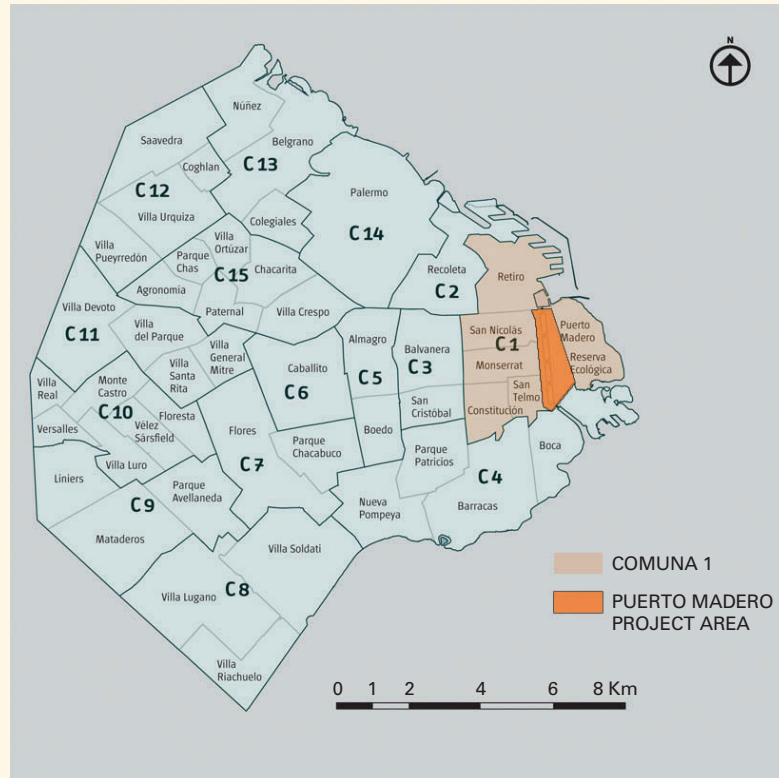 N
Núñez
Saavedra
Belgrano
Coghlan
C 13
C 12
Villa Urquiza
Palermo
Colegiales
C 14
Villa
Pueyrredón
Villa
Ortúzar
Parque
Chas
C 15
Chacarita
Agronomía
Paternal
Villa Crespo
Recoleta
C 2
Retiro
Villa Devoto
C 11
Villa
del Parque
Villa
General
Mitre
Villa
Santa
Rita
Almagro
C 5
Balvanera
C 3
San Nicolás
C 1
Monserrat
San
Telmo
Constitución
Puerto
Madero
Reserva
Ecológica
Caballito
C 6
Villa
Real
Monte
Castro
C 10
Versalles
Vélez
Sársfield
Floresta
Villa Luro
Flores
C 7
Parque
Chacabuco
Boedo
San
Cristóbal
Parque
Patricios
Boca
C 4
Barracas
Liniers
C 9
Parque
Avellaneda
Mataderos
Nueva
Pompeya
Villa Soldati
C 8
Villa Lugano
Villa
Riachuelo
COMUNA 1
PUERTO MADERO
PROJECT AREA
0 1 2 4 6 8 Km